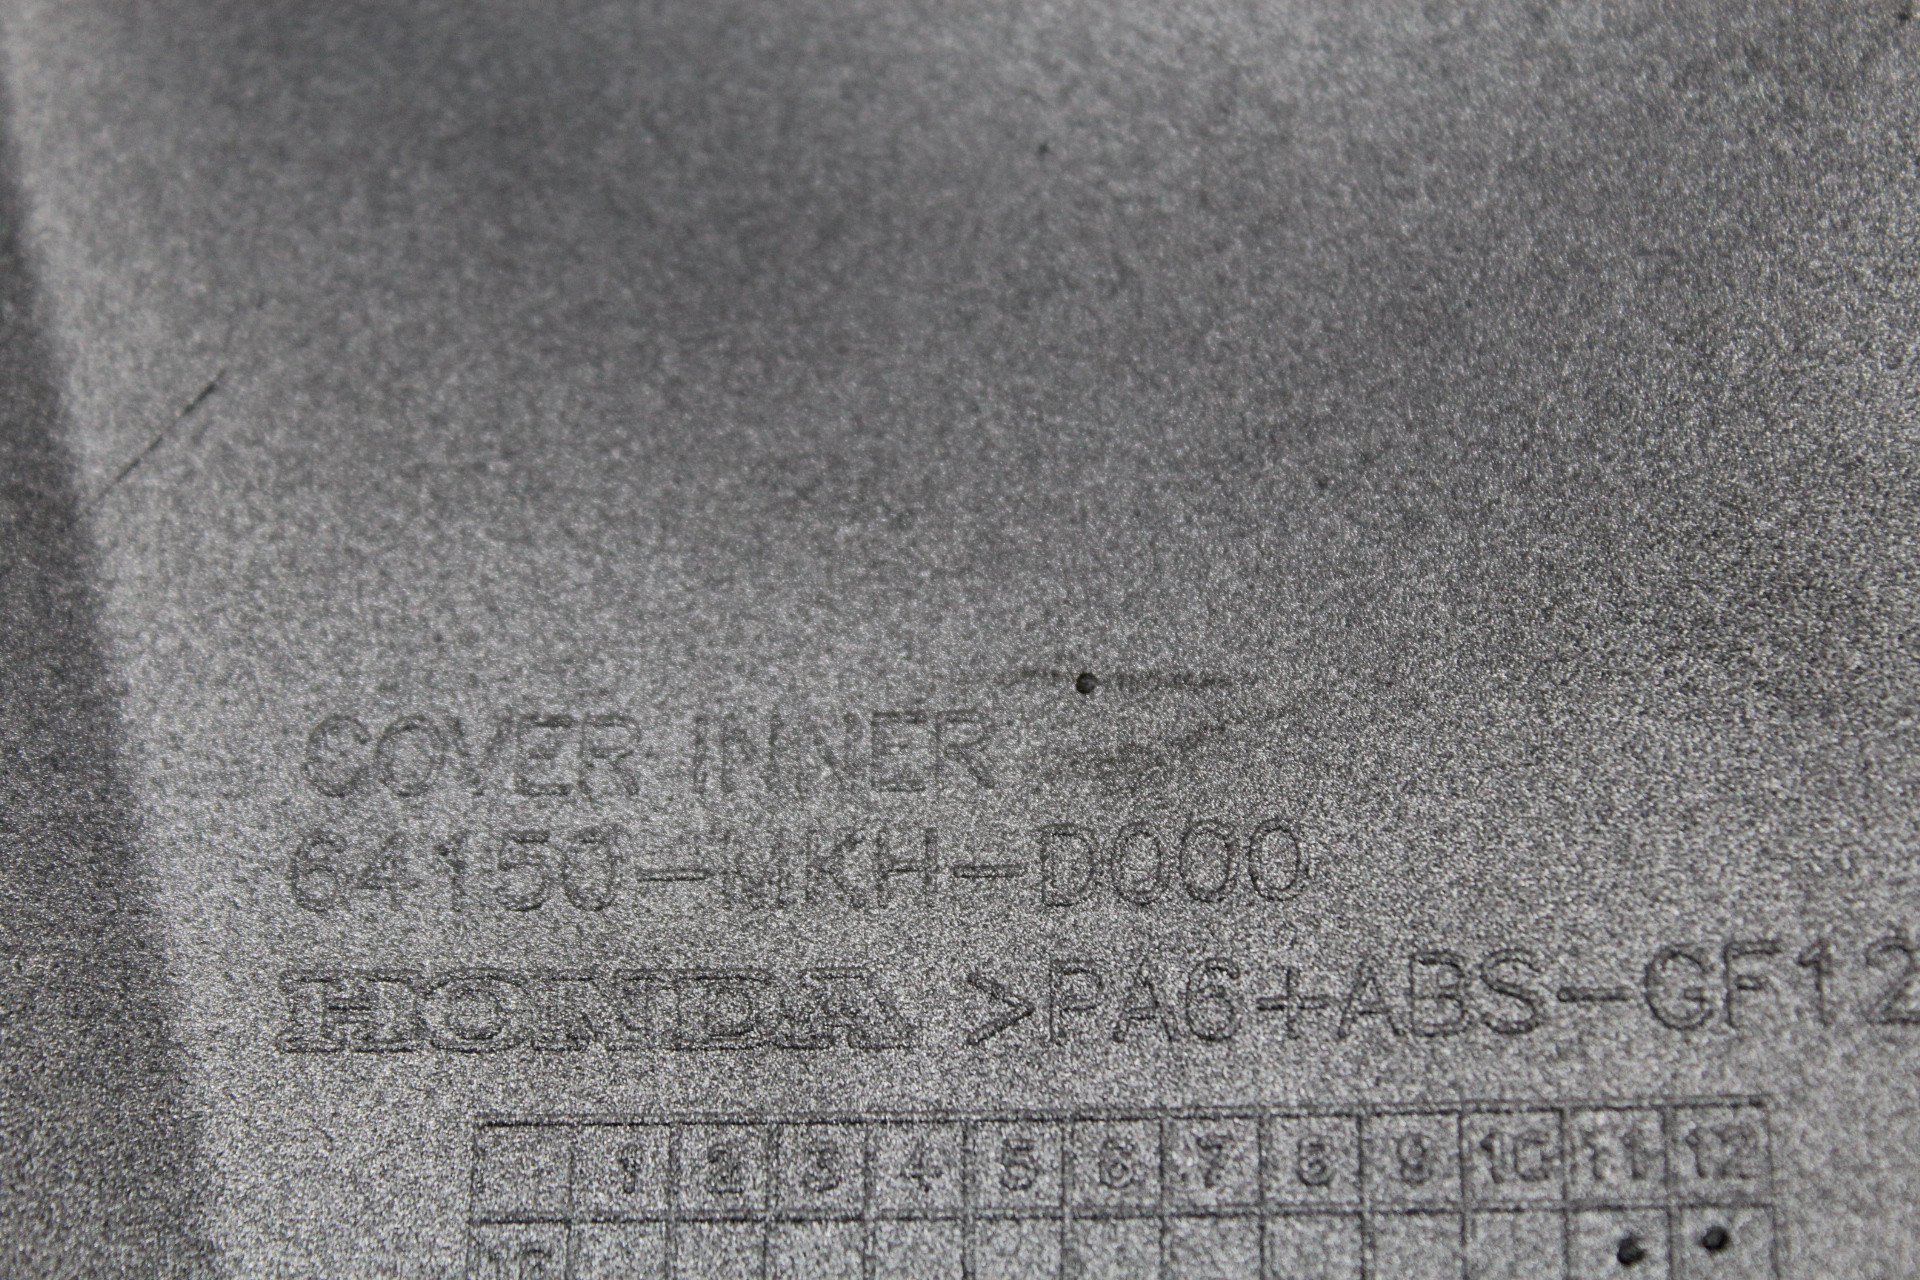 COVER INNER
64150-MKH-D000
HONDA >PA6+ABS-GF12
1 2 3 4 5 6 7 8 9 10 11 12